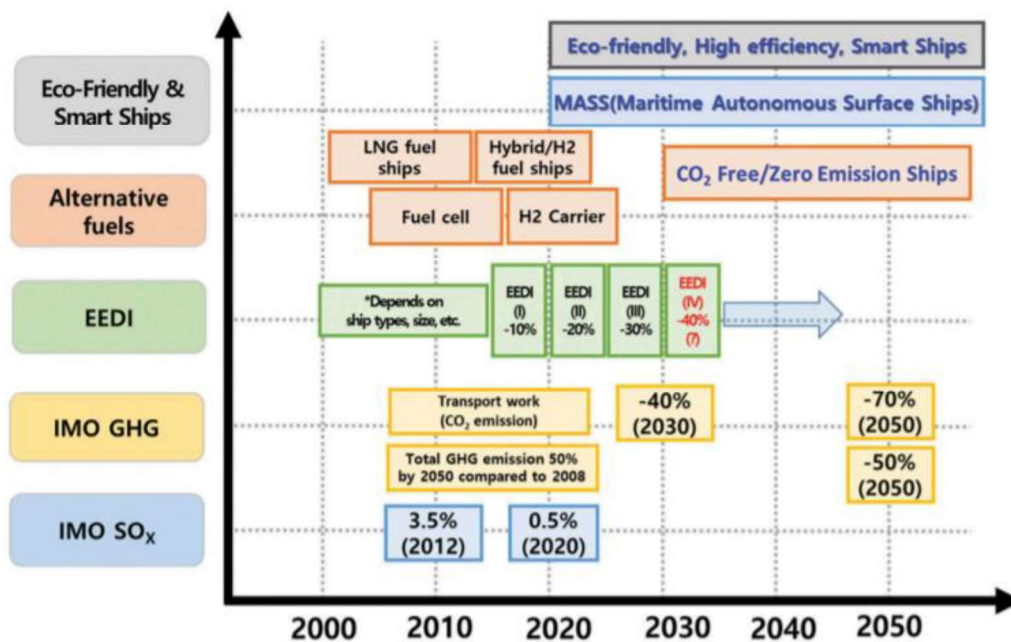 Eco-friendly, High efficiency, Smart Ships
Eco-Friendly &
Smart Ships
MASS(Maritime Autonomous Surface Ships)
LNG fuel
ships
Hybrid/H2
fuel ships
CO₂ Free/Zero Emission Ships
Alternative
fuels
Fuel cell
H2 Carrier
EEDI
*Depends on
ship types, size, etc.
EEDI
(I)
-10%
EEDI
(II)
-20%
EEDI
(III)
-30%
EEDI
(IV)
-40%
(?)
IMO GHG
Transport work
(CO₂ emission)
-40%
(2030)
-70%
(2050)
Total GHG emission 50%
by 2050 compared to 2008
-50%
(2050)
IMO SOₓ
3.5%
(2012)
0.5%
(2020)
2000 2010 2020 2030 2040 2050